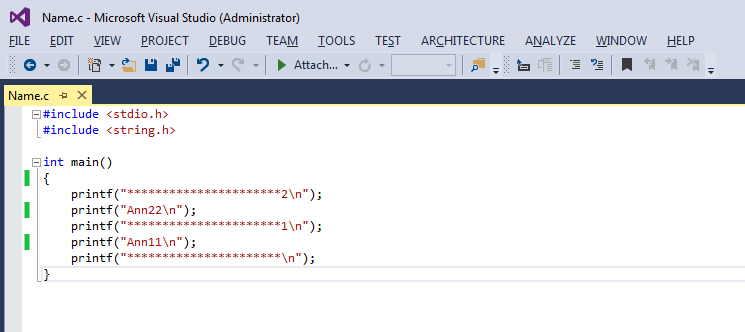 Name.c - Microsoft Visual Studio (Administrator)
FILE EDIT VIEW PROJECT DEBUG TEAM TOOLS TEST ARCHITECTURE ANALYZE WINDOW HELP
Attach...
Name.c
#include <stdio.h>
#include <string.h>
int main()
{
printf("**********************2\n");
printf("Ann22\n");
printf("**********************1\n");
printf("Ann11\n");
printf("**********************\n");
}